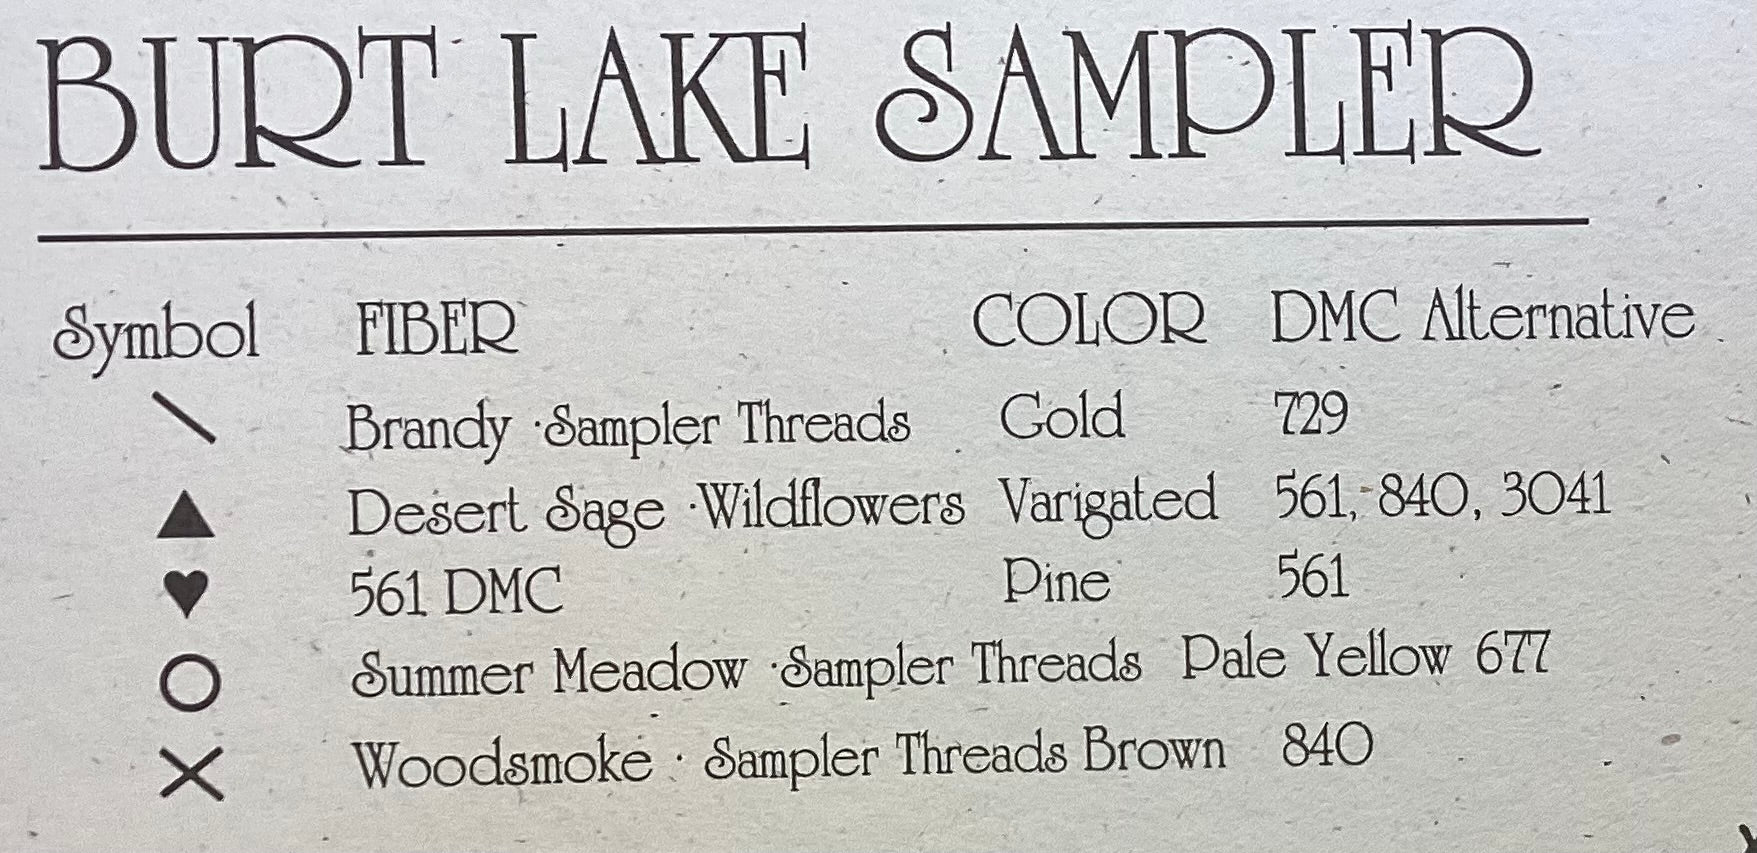 BURT LAKE SAMPLER
Symbol FIBER COLOR DMC Alternative
Brandy · Sampler Threads Gold 729
Desert Sage · Wildflowers Varigated 561, 840, 3041
561 DMC Pine 561
Summer Meadow · Sampler Threads Pale Yellow 677
Woodsmoke · Sampler Threads Brown 840